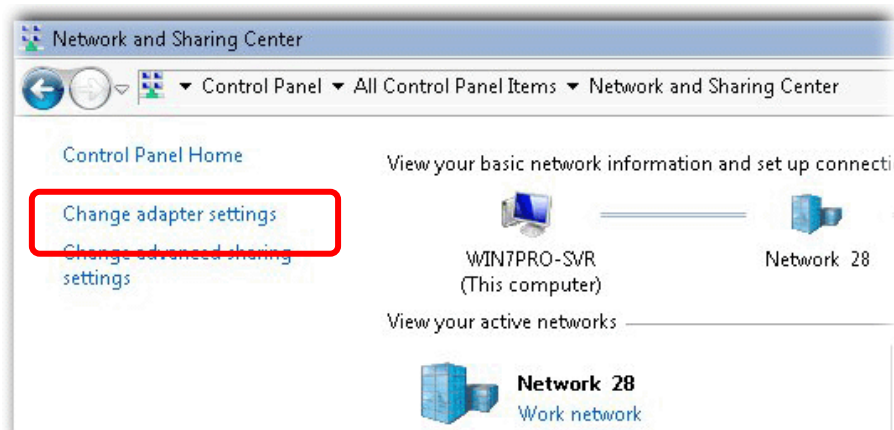 Network and Sharing Center
Control Panel All Control Panel Items Network and Sharing Center
Control Panel Home
Change adapter settings
Change advanced sharing
settings
View your basic network information and set up connecti
WIN7PRO-SVR
(This computer)
Network 28
View your active networks
Network 28
Work network